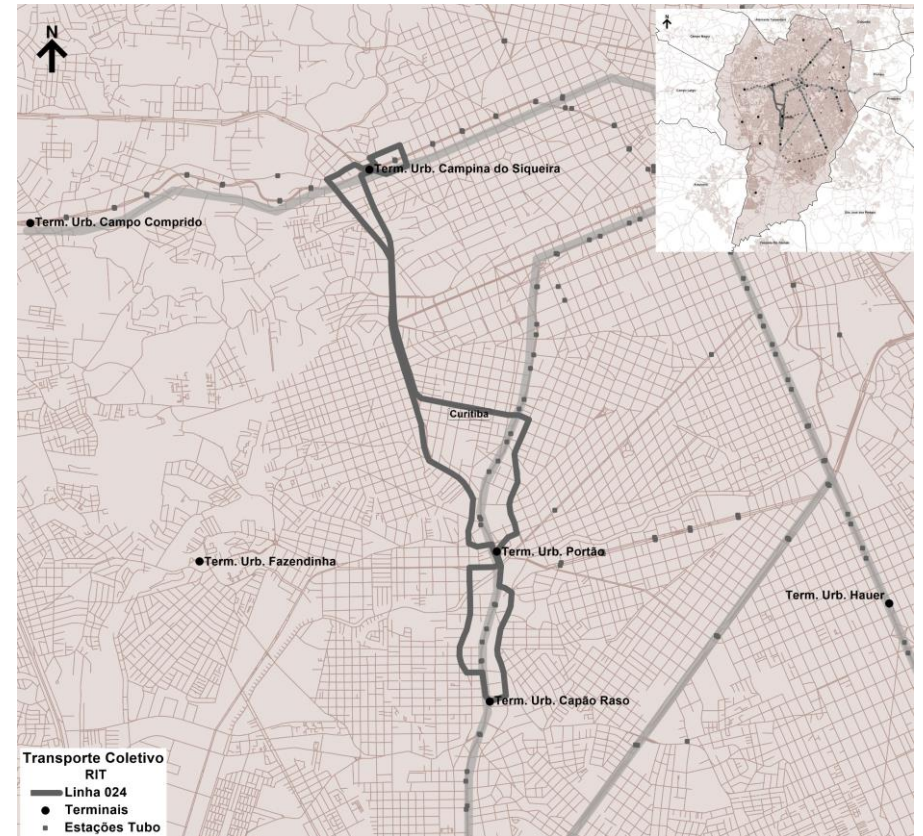 N
Term. Urb. Campina do Siqueira
Term. Urb. Campo Comprido
Curitiba
Term. Urb. Portão
Term. Urb. Fazendinha
Term. Urb. Hauer
Term. Urb. Capão Raso
Transporte Coletivo
RIT
Linha 024
Terminais
Estações Tubo